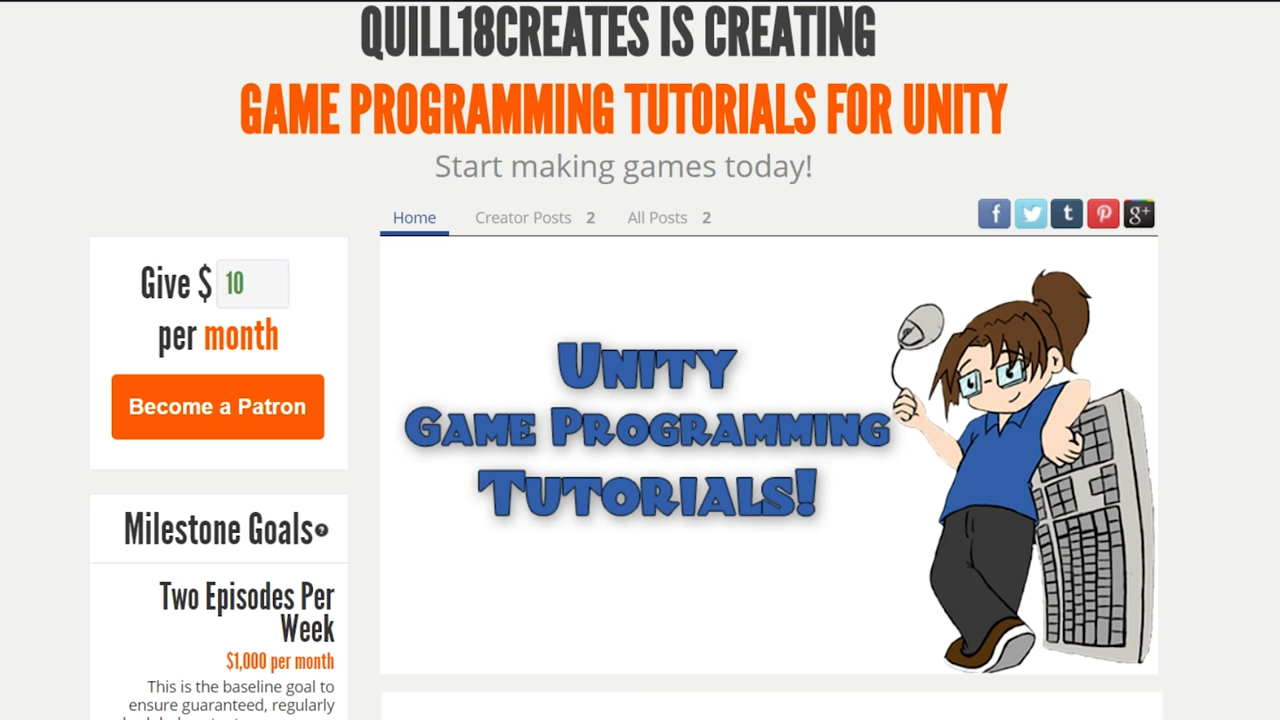 QUILL18CREATES IS CREATING
GAME PROGRAMMING TUTORIALS FOR UNITY
Start making games today!
Home Creator Posts 2 All Posts 2
f t p g+
Give $ 10
per month
Become a Patron
UNITY
GAME PROGRAMMING
TUTORIALS!
Milestone Goals ?
Two Episodes Per
Week
$1,000 per month
This is the baseline goal to
ensure guaranteed, regularly